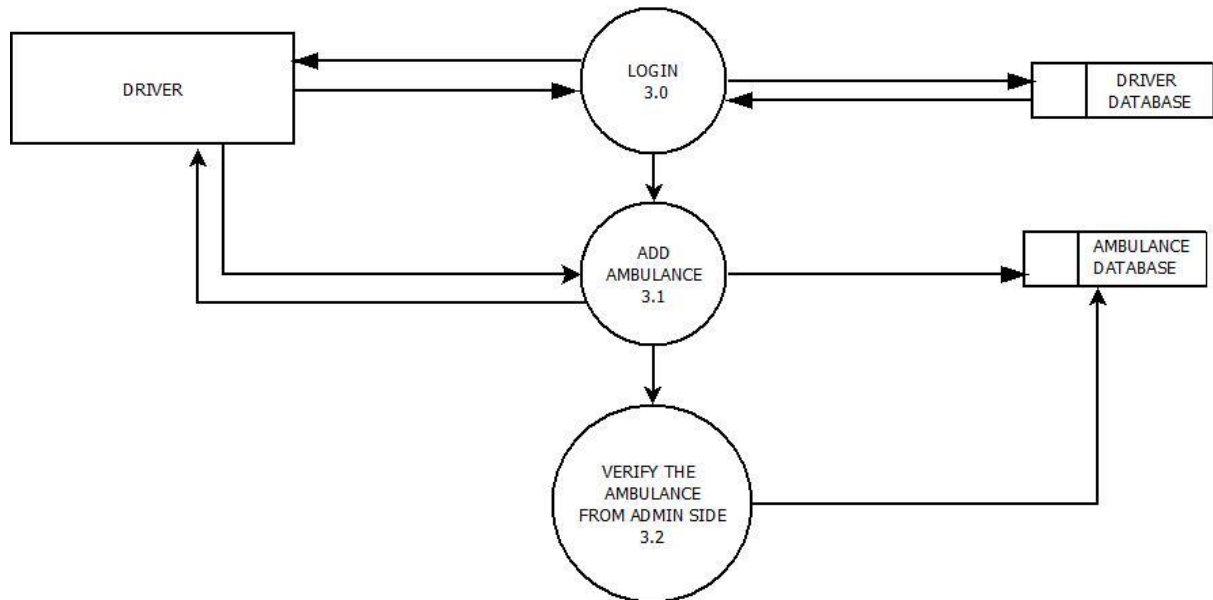 DRIVER
LOGIN
3.0
DRIVER
DATABASE
ADD
AMBULANCE
3.1
AMBULANCE
DATABASE
VERIFY THE
AMBULANCE
FROM ADMIN SIDE
3.2